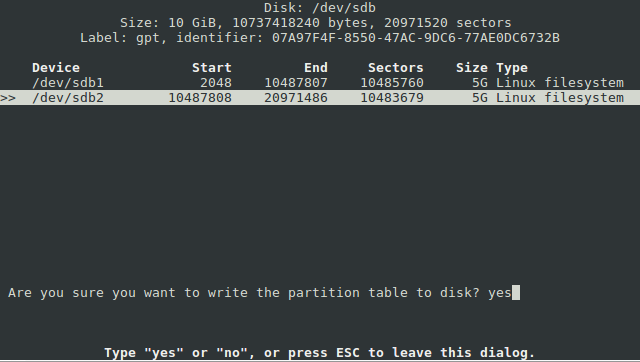 Disk: /dev/sdb
Size: 10 GiB, 10737418240 bytes, 20971520 sectors
Label: gpt, identifier: 07A97F4F-8550-47AC-9DC6-77AE0DC6732B
Device Start End Sectors Size Type
/dev/sdb1 2048 10487807 10485760 5G Linux filesystem
>> /dev/sdb2 10487808 20971486 10483679 5G Linux filesystem
Are you sure you want to write the partition table to disk? yes
Type "yes" or "no", or press ESC to leave this dialog.